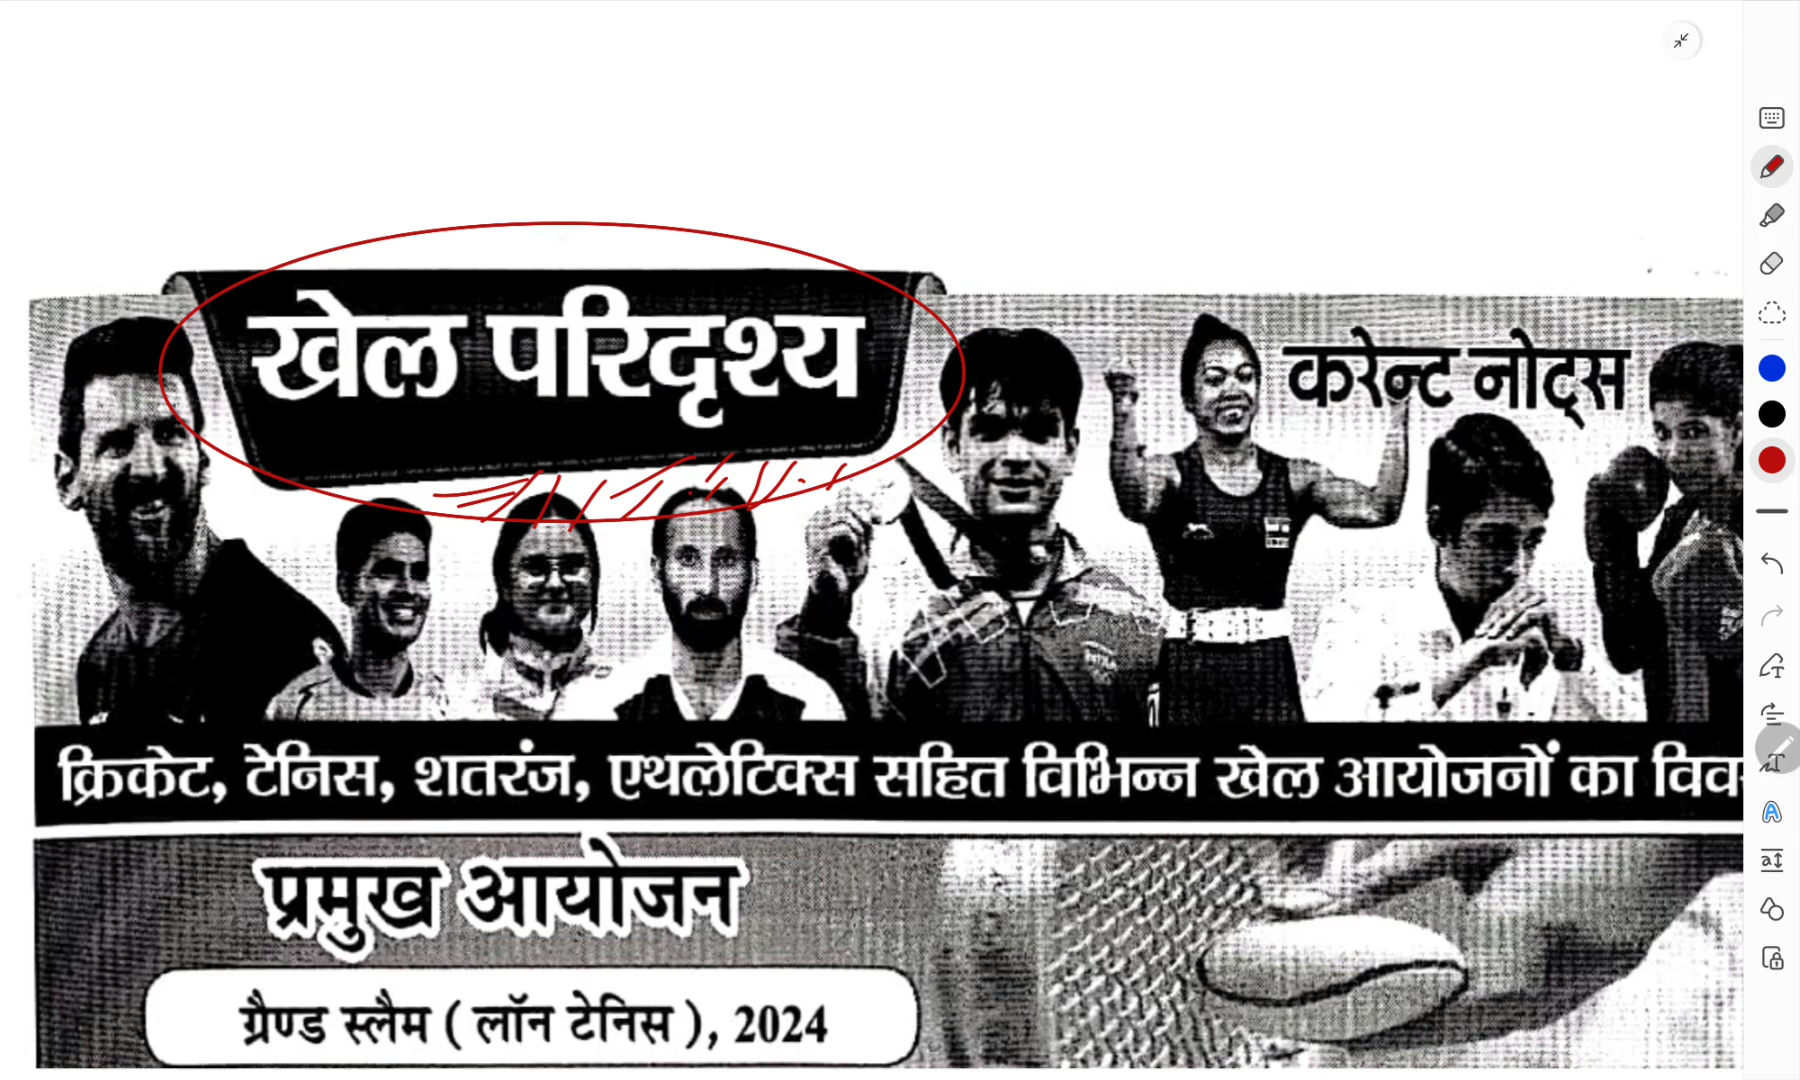 खेल परिदृश्य
करेन्ट नोट्स
क्रिकेट, टेनिस, शतरंज, एथलेटिक्स सहित विभिन्न खेल आयोजनों का विव
प्रमुख आयोजन
ग्रैण्ड स्लैम ( लॉन टेनिस ), 2024